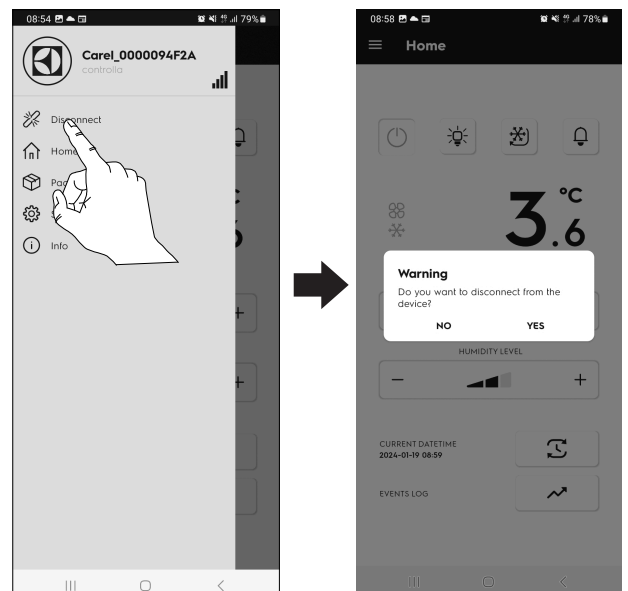 08:54 79%
Carel_0000094F2A
controlla
Disconnect
Home
Info
08:58 78%
Home
3.6 °C
Warning
Do you want to disconnect from the
device?
NO YES
HUMIDITY LEVEL
− +
CURRENT DATETIME
2024-01-19 08:59
EVENTS LOG